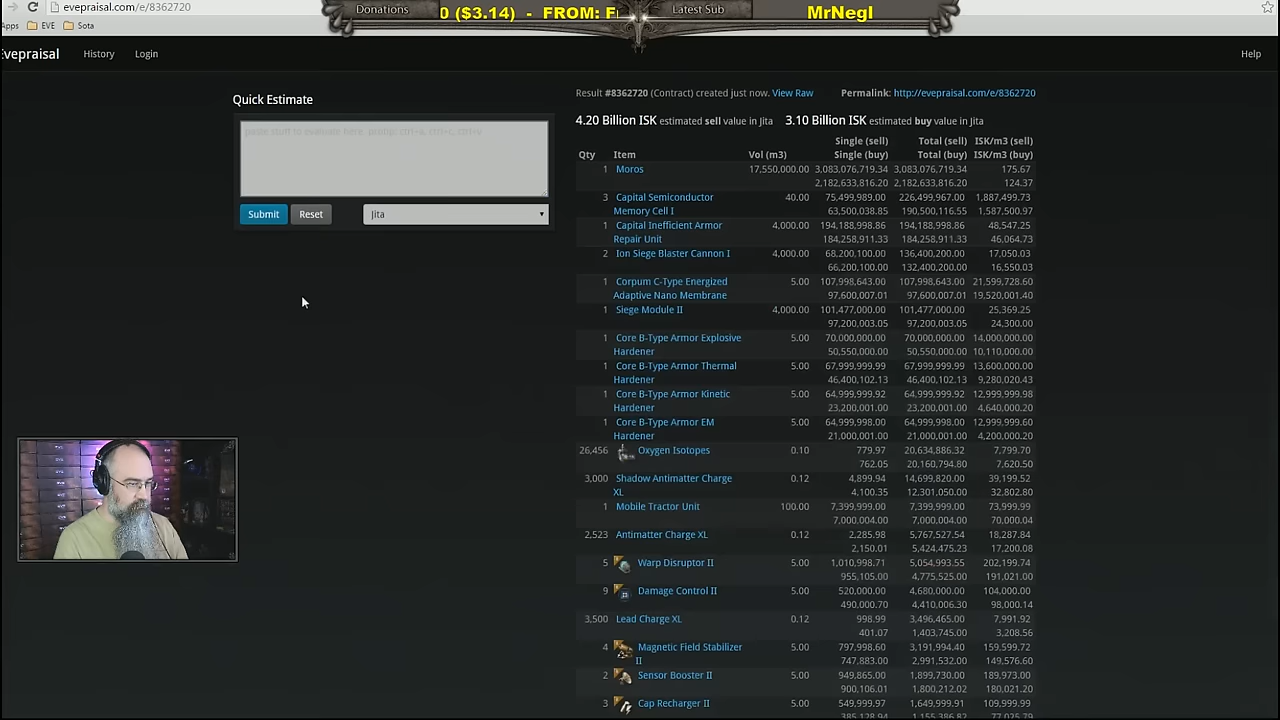 evepraisal.com/e/8362720
Donations
0 ($3.14) - FROM: F
Latest Sub
MrNegl
Apps EVE Sota
Evepraisal History Login Help
Quick Estimate
paste stuff to evaluate here. protip: ctrl-a, ctrl-c, ctrl-v
Submit Reset Jita
Result #8362720 (Contract) created just now. View Raw Permalink: http://evepraisal.com/e/8362720
4.20 Billion ISK estimated sell value in Jita 3.10 Billion ISK estimated buy value in Jita
Single (sell) Total (sell) ISK/m3 (sell)
Qty Item Vol (m3) Single (buy) Total (buy) ISK/m3 (buy)
1 Moros 17,550,000.00 3,083,076,719.34 3,083,076,719.34 175.67
2,182,633,816.20 2,182,633,816.20 124.37
3 Capital Semiconductor 40.00 75,499,989.00 226,499,967.00 1,887,499.73
Memory Cell I 63,500,038.85 190,500,116.55 1,587,500.97
1 Capital Inefficient Armor 4,000.00 194,188,998.86 194,188,998.86 48,547.25
Repair Unit 184,258,911.33 184,258,911.33 46,064.73
2 Ion Siege Blaster Cannon I 4,000.00 68,200,100.00 136,400,200.00 17,050.03
66,200,100.00 132,400,200.00 16,550.03
1 Corpum C-Type Energized 5.00 107,998,643.00 107,998,643.00 21,599,728.60
Adaptive Nano Membrane 97,600,007.01 97,600,007.01 19,520,001.40
1 Siege Module II 4,000.00 101,477,000.00 101,477,000.00 25,369.25
97,200,003.05 97,200,003.05 24,300.00
1 Core B-Type Armor Explosive 5.00 70,000,000.00 70,000,000.00 14,000,000.00
Hardener 50,550,000.00 50,550,000.00 10,110,000.00
1 Core B-Type Armor Thermal 5.00 67,999,999.99 67,999,999.99 13,600,000.00
Hardener 46,400,102.13 46,400,102.13 9,280,020.43
1 Core B-Type Armor Kinetic 5.00 64,999,999.92 64,999,999.92 12,999,999.98
Hardener 23,200,001.00 23,200,001.00 4,640,000.20
1 Core B-Type Armor EM 5.00 64,999,998.00 64,999,998.00 12,999,999.60
Hardener 21,000,001.00 21,000,001.00 4,200,000.20
26,456 Oxygen Isotopes 0.10 779.97 20,634,886.32 7,799.70
762.05 20,160,794.80 7,620.50
3,000 Shadow Antimatter Charge 0.12 4,899.94 14,699,820.00 39,199.52
XL 4,100.35 12,301,050.00 32,802.80
1 Mobile Tractor Unit 100.00 7,399,999.00 7,399,999.00 73,999.99
7,000,004.00 7,000,004.00 70,000.04
2,523 Antimatter Charge XL 0.12 2,285.98 5,767,527.54 18,287.84
2,150.01 5,424,475.23 17,200.08
5 Warp Disruptor II 5.00 1,010,998.71 5,054,993.55 202,199.74
955,105.00 4,775,525.00 191,021.00
9 Damage Control II 5.00 520,000.00 4,680,000.00 104,000.00
490,000.70 4,410,006.30 98,000.14
3,500 Lead Charge XL 0.12 998.99 3,496,465.00 7,991.92
401.07 1,403,745.00 3,208.56
4 Magnetic Field Stabilizer 5.00 797,998.60 3,191,994.40 159,599.72
II 747,883.00 2,991,532.00 149,576.60
2 Sensor Booster II 5.00 949,865.00 1,899,730.00 189,973.00
900,106.01 1,800,212.02 180,021.20
3 Cap Recharger II 5.00 549,999.97 1,649,999.91 109,999.99
385,128.94 1,155,386.82 77,025.79